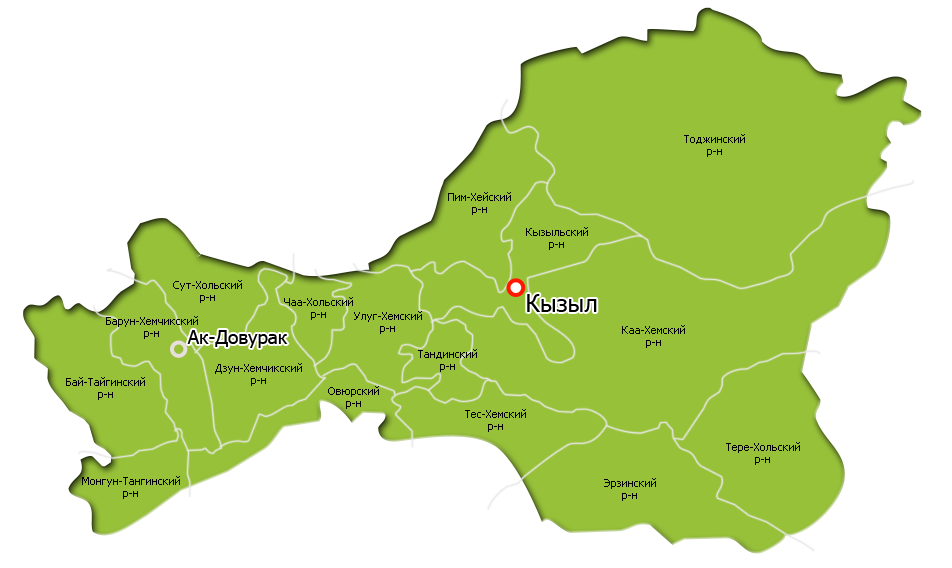 Тоджинский
р-н
Пим-Хейский
р-н
Кызыльский
р-н
Сут-Хольский
р-н
Чаа-Хольский
р-н
Кызыл
Барун-Хемчикский
р-н
Улуг-Хемский
р-н
Каа-Хемский
р-н
Ак-Довурак
Тандинский
р-н
Дзун-Хемчикский
р-н
Бай-Тайгинский
р-н
Овюрский
р-н
Тес-Хемский
р-н
Тере-Хольский
р-н
Монгун-Тангинский
р-н
Эрзинский
р-н